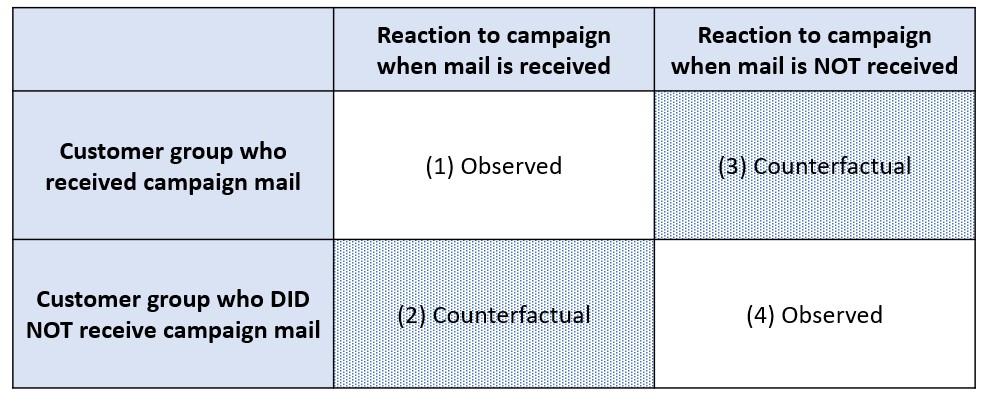 Reaction to campaign
when mail is received
Reaction to campaign
when mail is NOT received
Customer group who
received campaign mail
(1) Observed
(3) Counterfactual
Customer group who DID
NOT receive campaign mail
(2) Counterfactual
(4) Observed